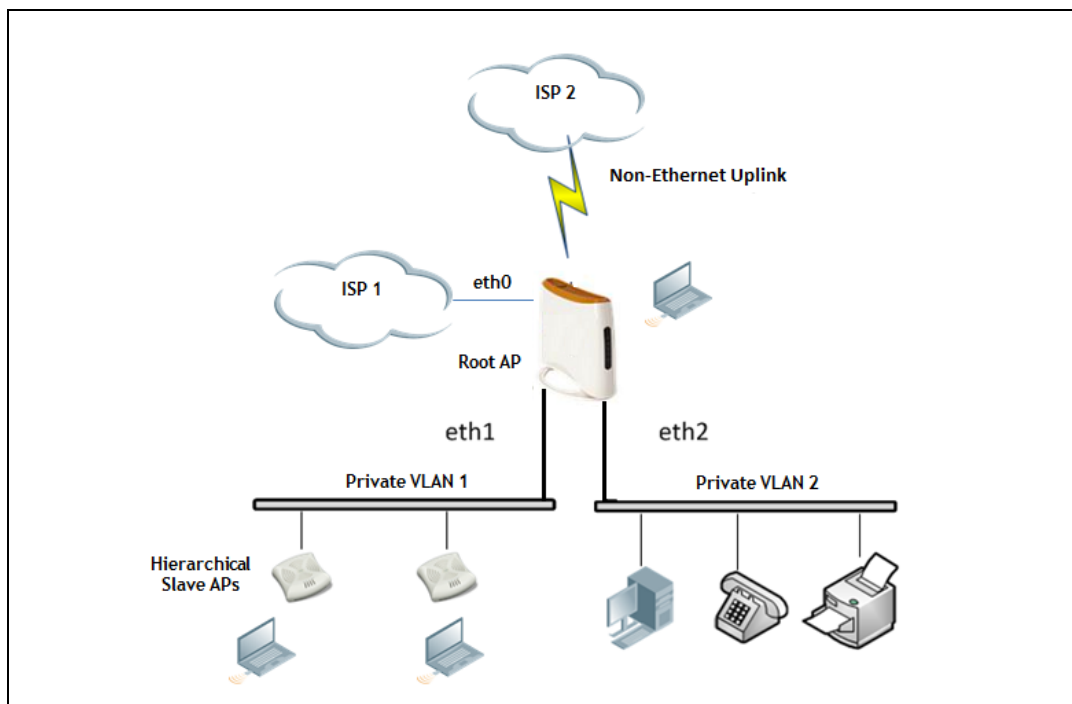 ISP 2
Non-Ethernet Uplink
eth0
ISP 1
Root AP
eth1
eth2
Private VLAN 1
Private VLAN 2
Hierarchical
Slave APs